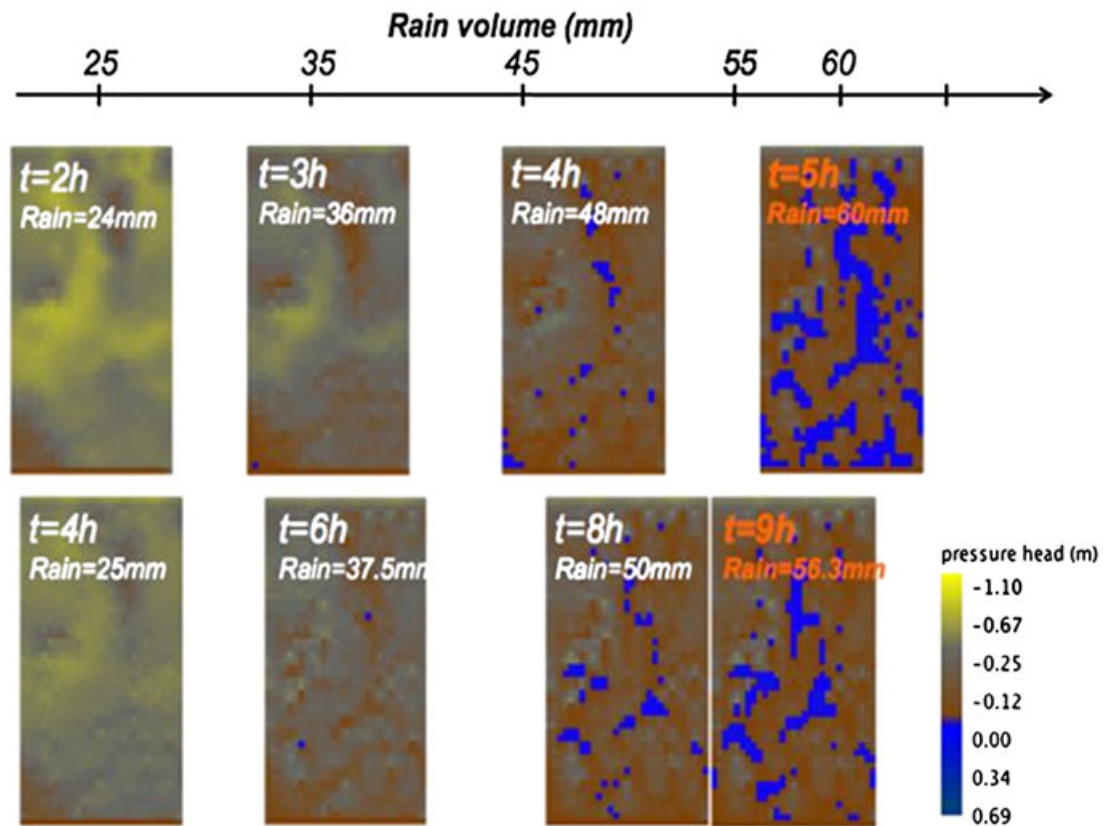 Rain volume (mm)
25 35 45 55 60
t=2h
Rain=24mm
t=3h
Rain=36mm
t=4h
Rain=48mm
t=5h
Rain=60mm
t=4h
Rain=25mm
t=6h
Rain=37.5mm
t=8h
Rain=50mm
t=9h
Rain=56.3mm
pressure head (m)
-1.10
-0.67
-0.25
-0.12
0.00
0.34
0.69